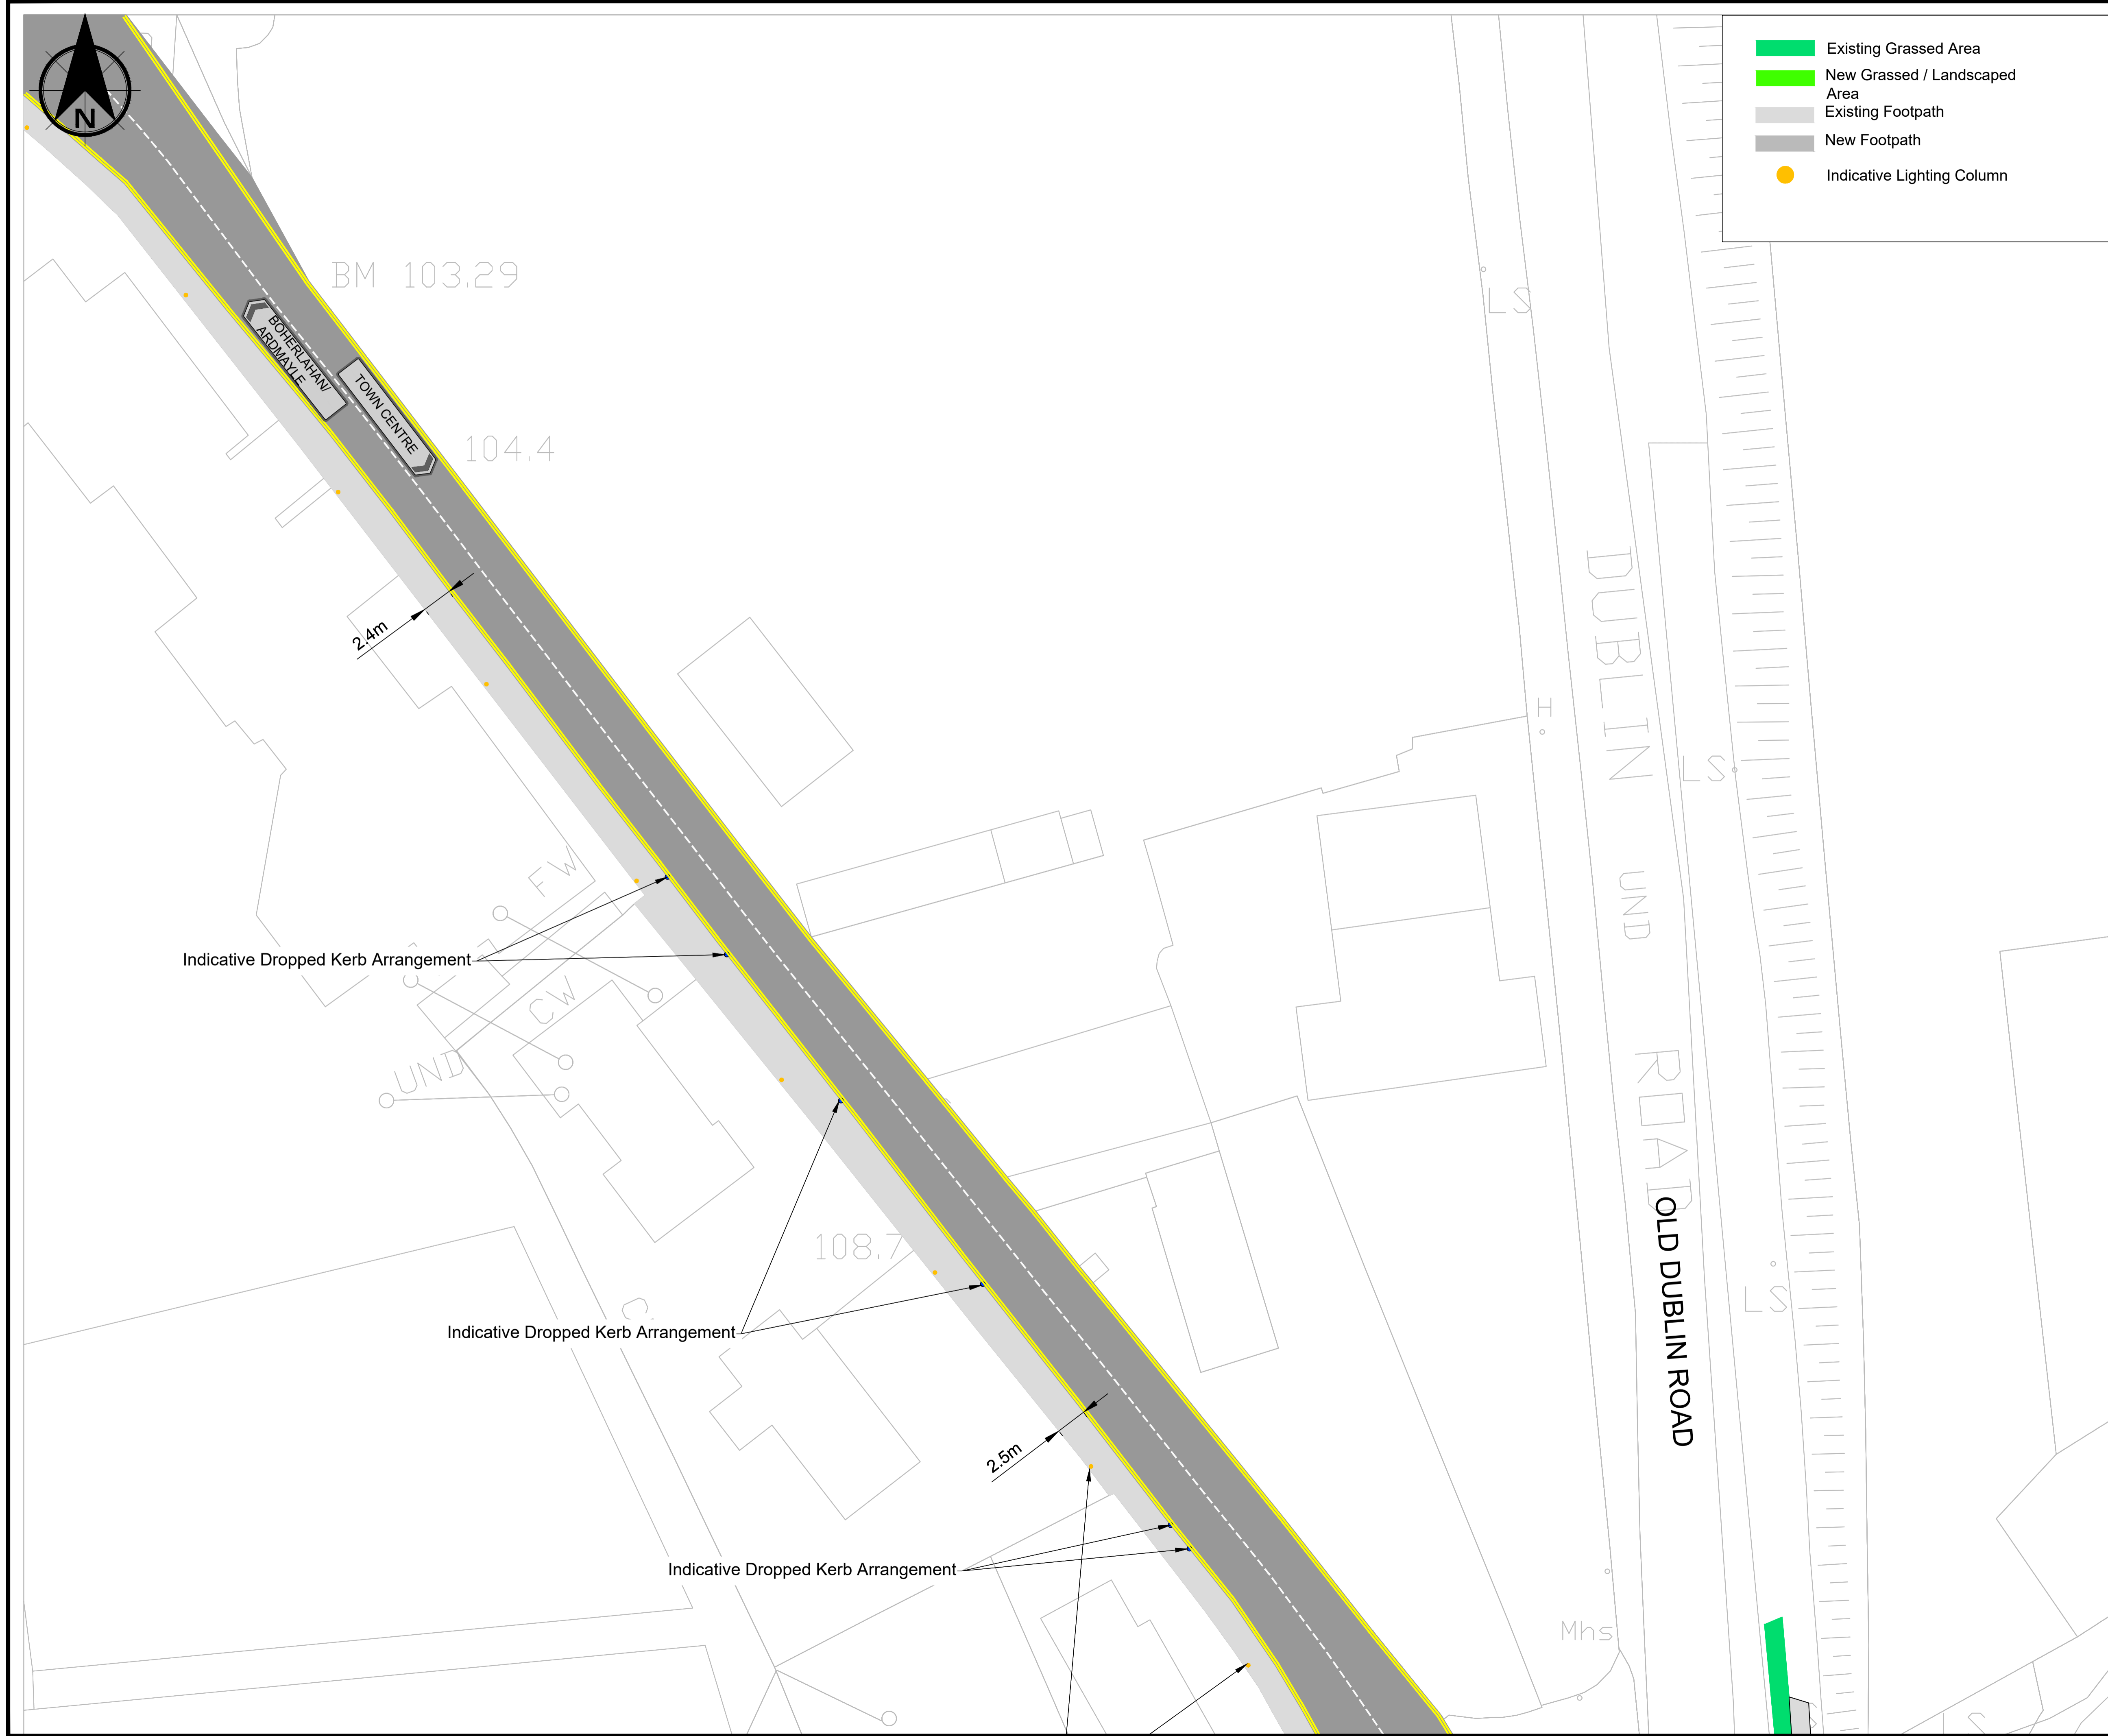 N
Existing Grassed Area
New Grassed / Landscaped
Area
Existing Footpath
New Footpath
Indicative Lighting Column
BM 103.29
BOHERLAHAN/
ARDMAYLE
TOWN CENTRE
104.4
LS
2.4m
DUBLIN ROAD
H
LS
UND
FW
Indicative Dropped Kerb Arrangement
CW
UND
OLD DUBLIN ROAD
108.7
LS
Indicative Dropped Kerb Arrangement
2.5m
Indicative Dropped Kerb Arrangement
Mhs